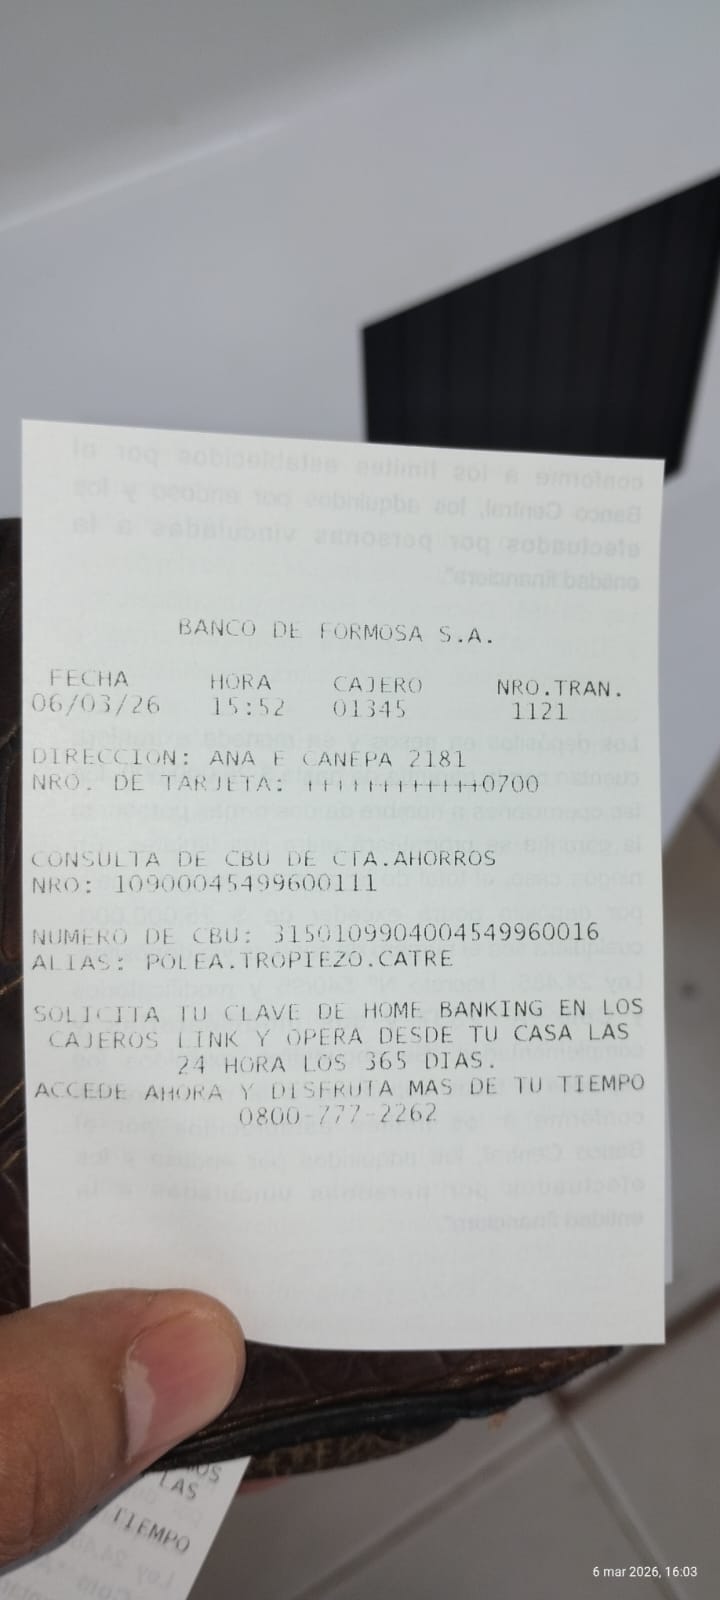 BANCO DE FORMOSA S.A.
FECHA HORA CAJERO NRO.TRAN.
06/03/26 15:52 01345 1121
DIRECCION: ANA E CANEPA 2181
NRO. DE TARJETA: ++++++++++++0700
CONSULTA DE CBU DE CTA.AHORROS
NRO: 10900045499600111
NUMERO DE CBU: 3150109904004549960016
ALIAS: POLEA.TROPIEZO.CATRE
SOLICITA TU CLAVE DE HOME BANKING EN LOS
CAJEROS LINK Y OPERA DESDE TU CASA LAS
24 HORA LOS 365 DIAS.
ACCEDE AHORA Y DISFRUTA MAS DE TU TIEMPO
0800-777-2262
LAS
TIEMPO
6 mar 2026, 16:03